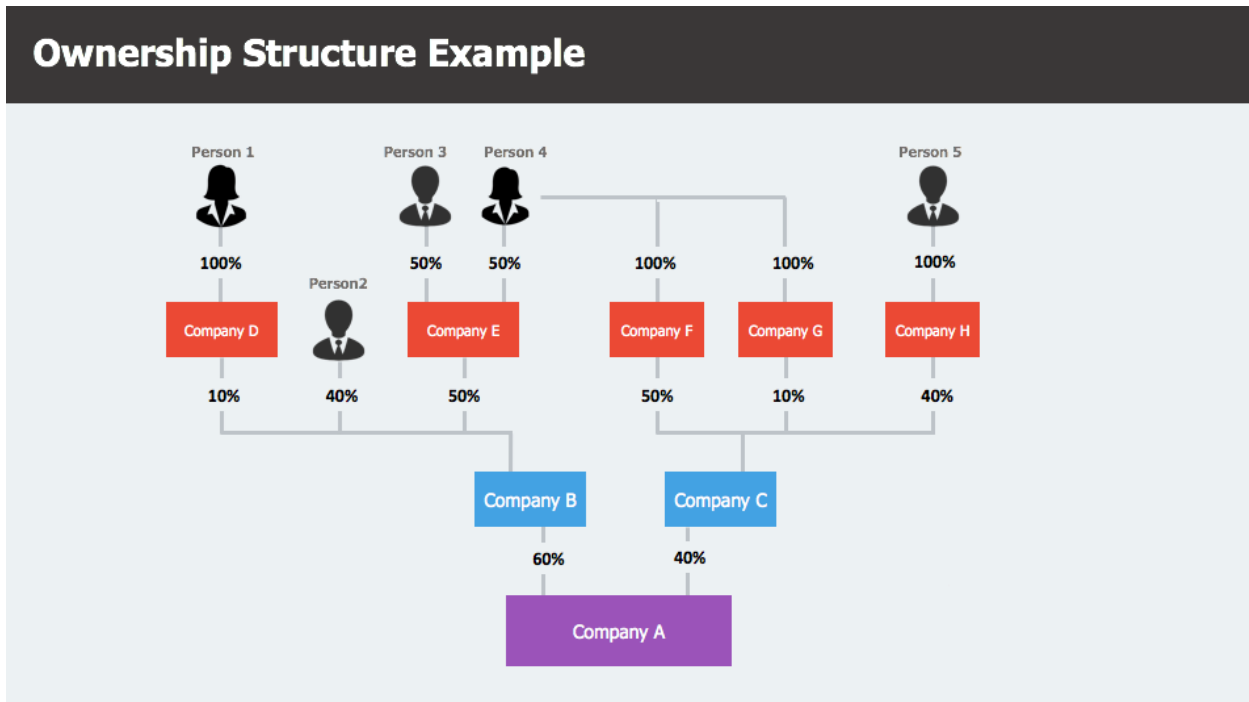 Ownership Structure Example
Person 1
Person 3
Person 4
Person 5
100%
50%
50%
100%
100%
100%
Person2
Company D
Company E
Company F
Company G
Company H
10%
40%
50%
50%
10%
40%
Company B
Company C
60%
40%
Company A